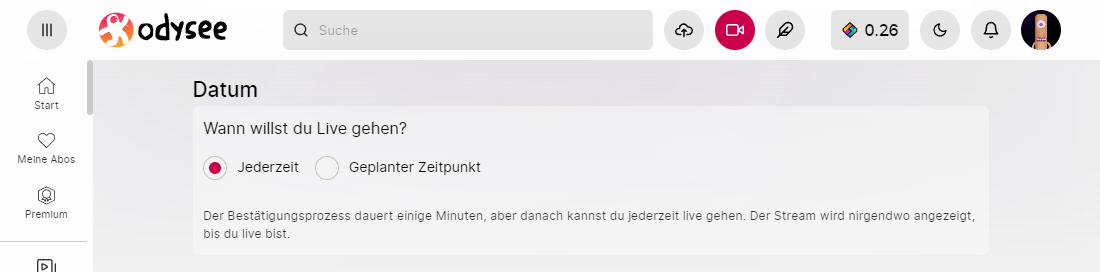 odysee
Suche
0.26
Start
Meine Abos
Premium
Datum
Wann willst du Live gehen?
Jederzeit
Geplanter Zeitpunkt
Der Bestätigungsprozess dauert einige Minuten, aber danach kannst du jederzeit live gehen. Der Stream wird nirgendwo angezeigt,
bis du live bist.